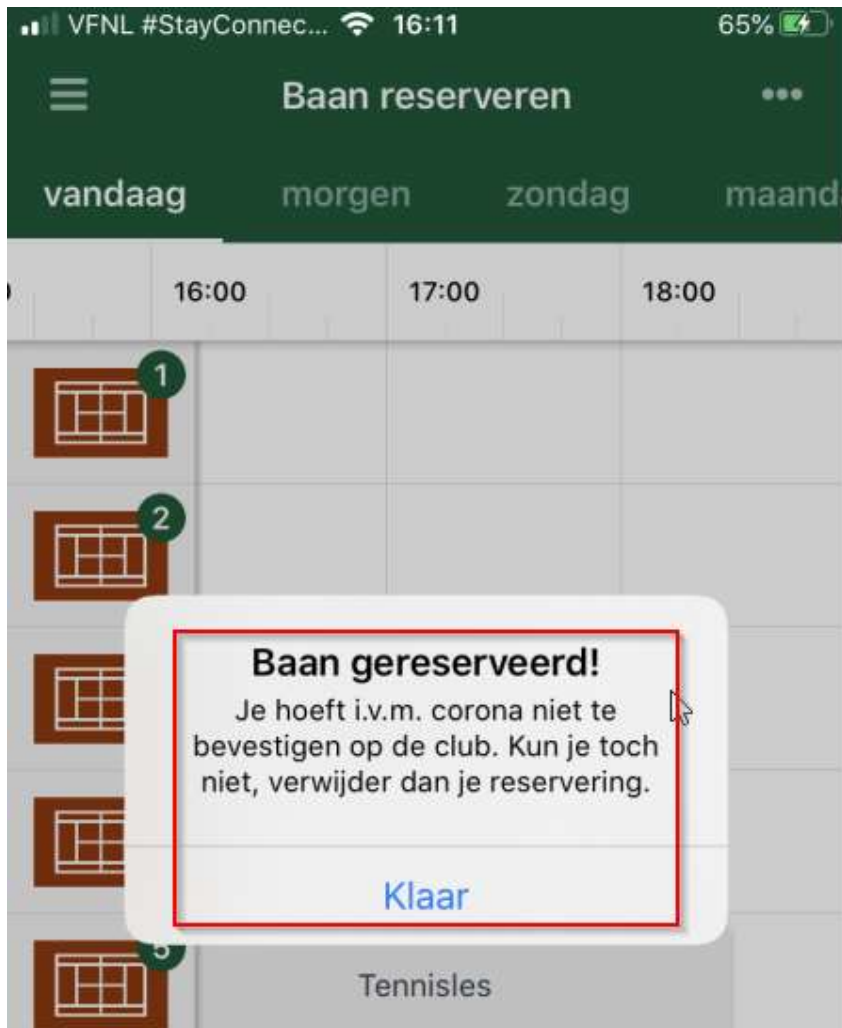 VFNL #StayConnec... 16:11 65%
Baan reserveren
vandaag morgen zondag maand
16:00 17:00 18:00
1
2
Baan gereserveerd!
Je hoeft i.v.m. corona niet te
bevestigen op de club. Kun je toch
niet, verwijder dan je reservering.
Klaar
5
Tennisles